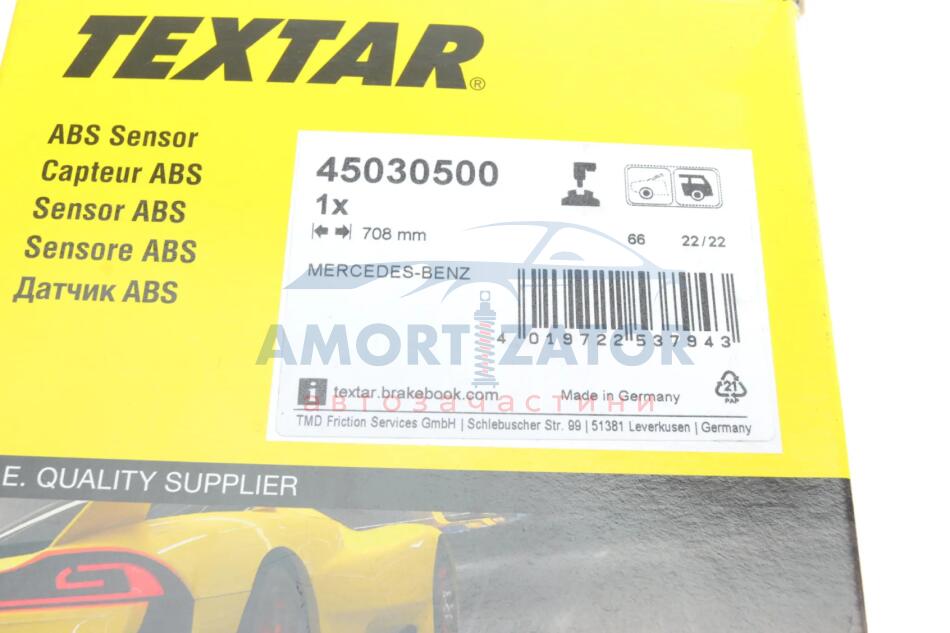 TEXTAR®
ABS Sensor
Capteur ABS
Sensor ABS
Sensore ABS
Датчик ABS
45030500
1x
708 mm
66 22/22
MERCEDES-BENZ
4 019722 537943
AMORTIZATOR
автозачастини
i textar.brakebook.com Made in Germany
21
PAP
TMD Friction Services GmbH | Schlebuscher Str. 99 | 51381 Leverkusen | Germany
E. QUALITY SUPPLIER